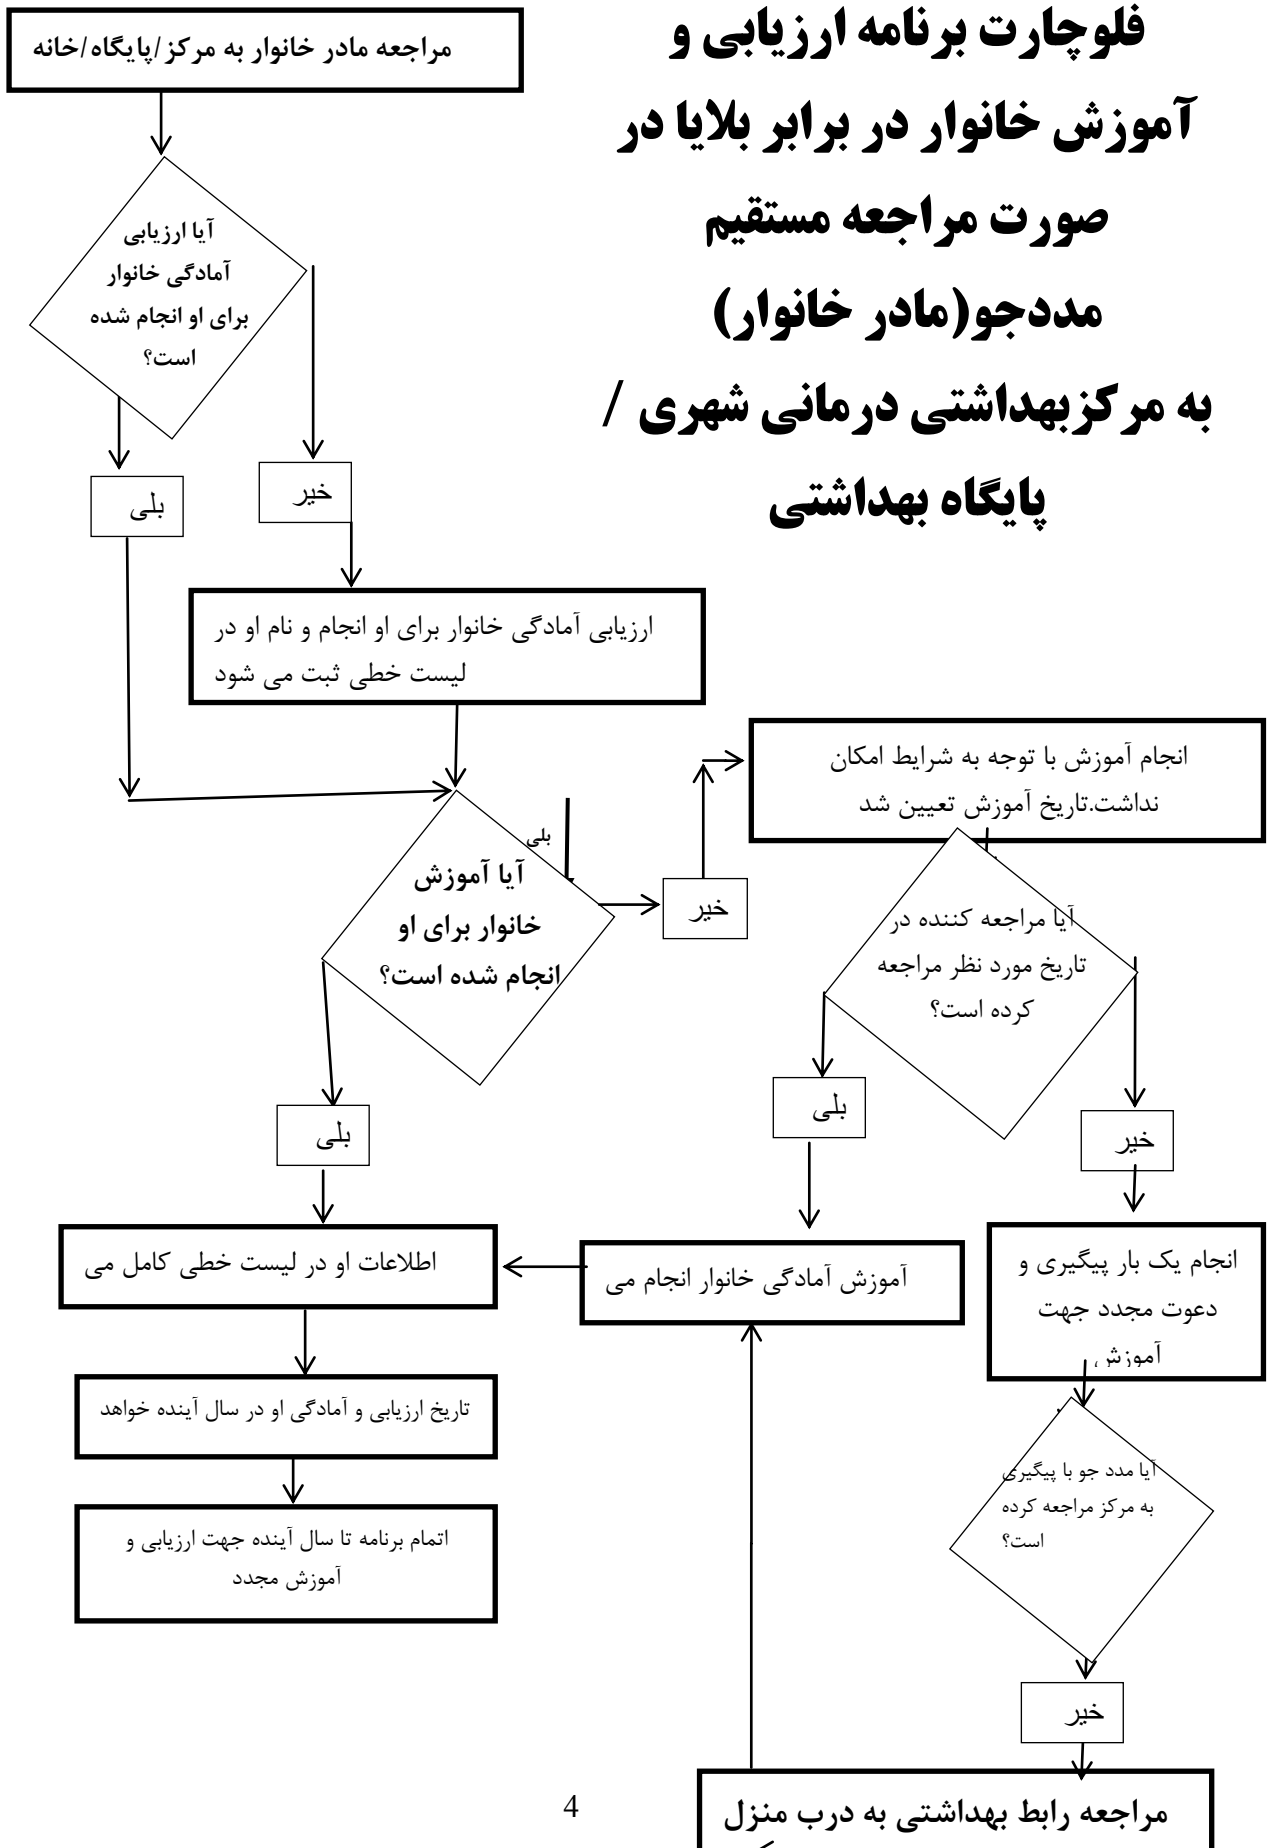 فلوچارت برنامه ارزیابی و
آموزش خانوار در برابر بلایا در
صورت مراجعه مستقیم
مددجو(مادر خانوار)
به مرکزبهداشتی درمانی شهری /
پایگاه بهداشتی
مراجعه مادر خانوار به مرکز/پایگاه/خانه
آیا ارزیابی
آمادگی خانوار
برای او انجام شده
است؟
بلی
خیر
ارزیابی آمادگی خانوار برای او انجام و نام او در
لیست خطی ثبت می شود
انجام آموزش با توجه به شرایط امکان
نداشت.تاریخ آموزش تعیین شد
بلی
آیا آموزش
خانوار برای او
انجام شده است؟
خیر
آیا مراجعه کننده در
تاریخ مورد نظر مراجعه
کرده است؟
بلی
بلی
خیر
انجام یک بار پیگیری و
دعوت مجدد جهت
آموزش
آموزش آمادگی خانوار انجام می
اطلاعات او در لیست خطی کامل می
تاریخ ارزیابی و آمادگی او در سال آینده خواهد
اتمام برنامه تا سال آینده جهت ارزیابی و
آموزش مجدد
آیا مدد جو با پیگیری
به مرکز مراجعه کرده
است؟
خیر
مراجعه رابط بهداشتی به درب منزل
4